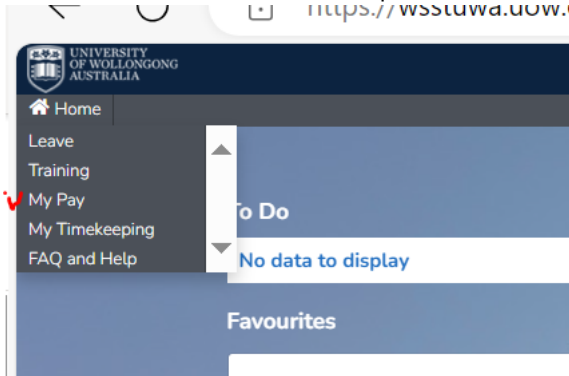 https://wsstuwa.uow.
UNIVERSITY
OF WOLLONGONG
AUSTRALIA
Home
Leave
Training
My Pay
My Timekeeping
FAQ and Help
To Do
No data to display
Favourites